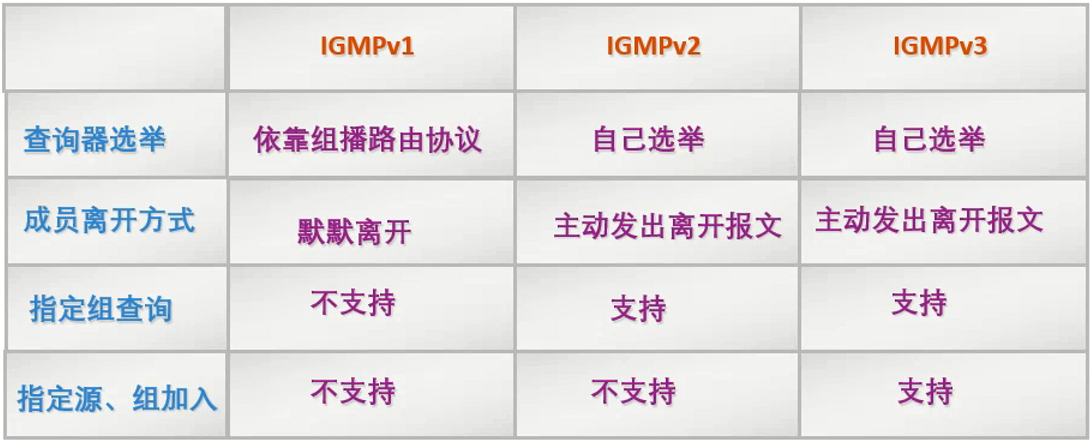 IGMPv1 IGMPv2 IGMPv3
查询器选举 依靠组播路由协议 自己选举 自己选举
成员离开方式 默默离开 主动发出离开报文 主动发出离开报文
指定组查询 不支持 支持 支持
指定源、组加入 不支持 不支持 支持